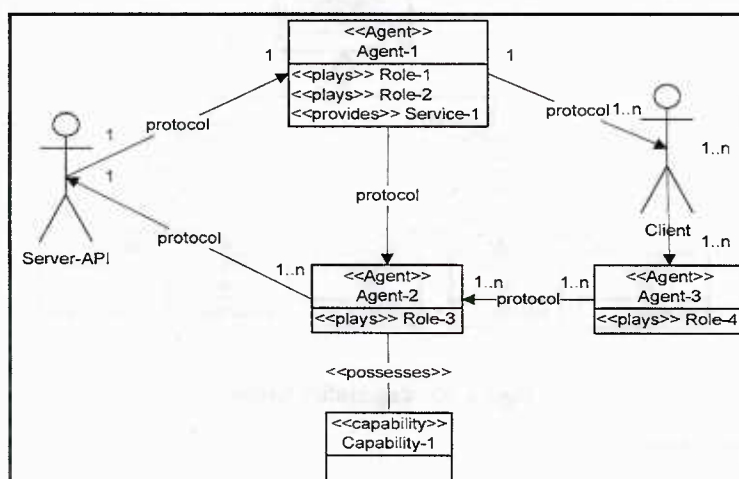 <<Agent>>
Agent-1
1
1
<<plays>> Role-1
<<plays>> Role-2
<<provides>> Service-1
protocol
1
1
protocol
1..n
1..n
protocol
protocol
Server-API
Client
1..n
1..n
<<Agent>>
Agent-2
<<plays>> Role-3
1..n
protocol
1..n
<<Agent>>
Agent-3
<<plays>> Role-4
<<possesses>>
<<capability>>
Capability-1